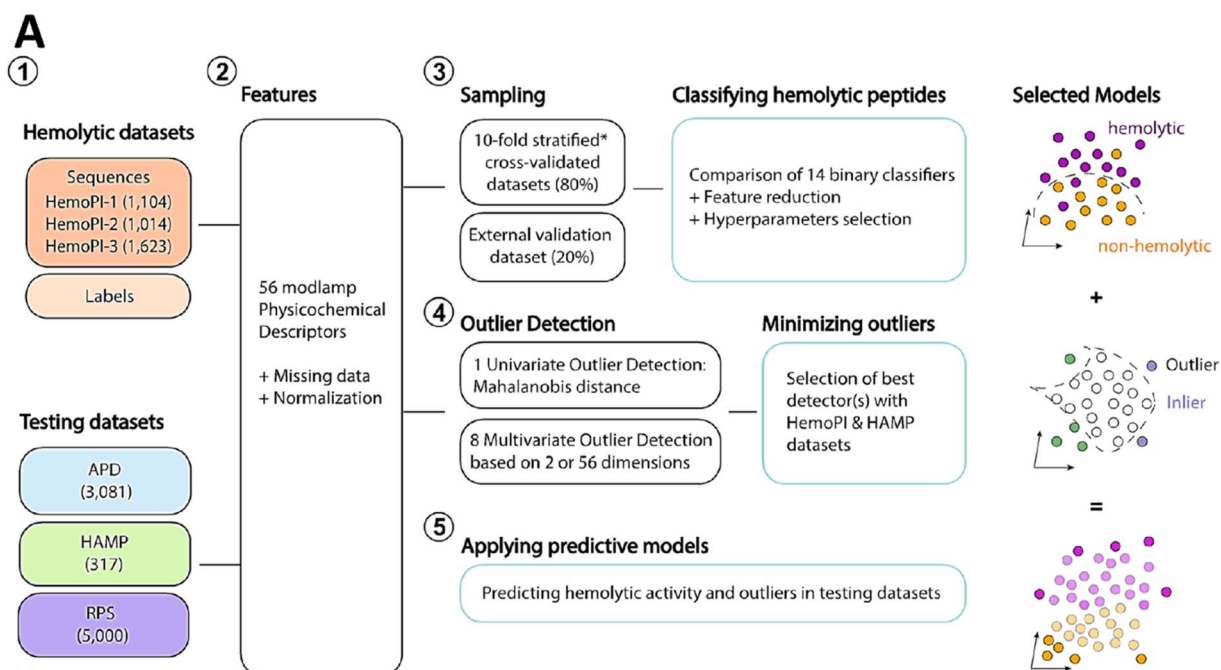 A
1
Hemolytic datasets
Sequences
HemoPI-1 (1,104)
HemoPI-2 (1,014)
HemoPI-3 (1,623)
Labels
Testing datasets
APD
(3,081)
HAMP
(317)
RPS
(5,000)
2
Features
56 modlamp
Physicochemical
Descriptors
+ Missing data
+ Normalization
3
Sampling
10-fold stratified*
cross-validated
datasets (80%)
External validation
dataset (20%)
Classifying hemolytic peptides
Comparison of 14 binary classifiers
+ Feature reduction
+ Hyperparameters selection
4
Outlier Detection
1 Univariate Outlier Detection:
Mahalanobis distance
8 Multivariate Outlier Detection
based on 2 or 56 dimensions
Minimizing outliers
Selection of best
detector(s) with
HemoPI & HAMP
datasets
5
Applying predictive models
Predicting hemolytic activity and outliers in testing datasets
Selected Models
hemolytic
non-hemolytic
+
Outlier
Inlier
=